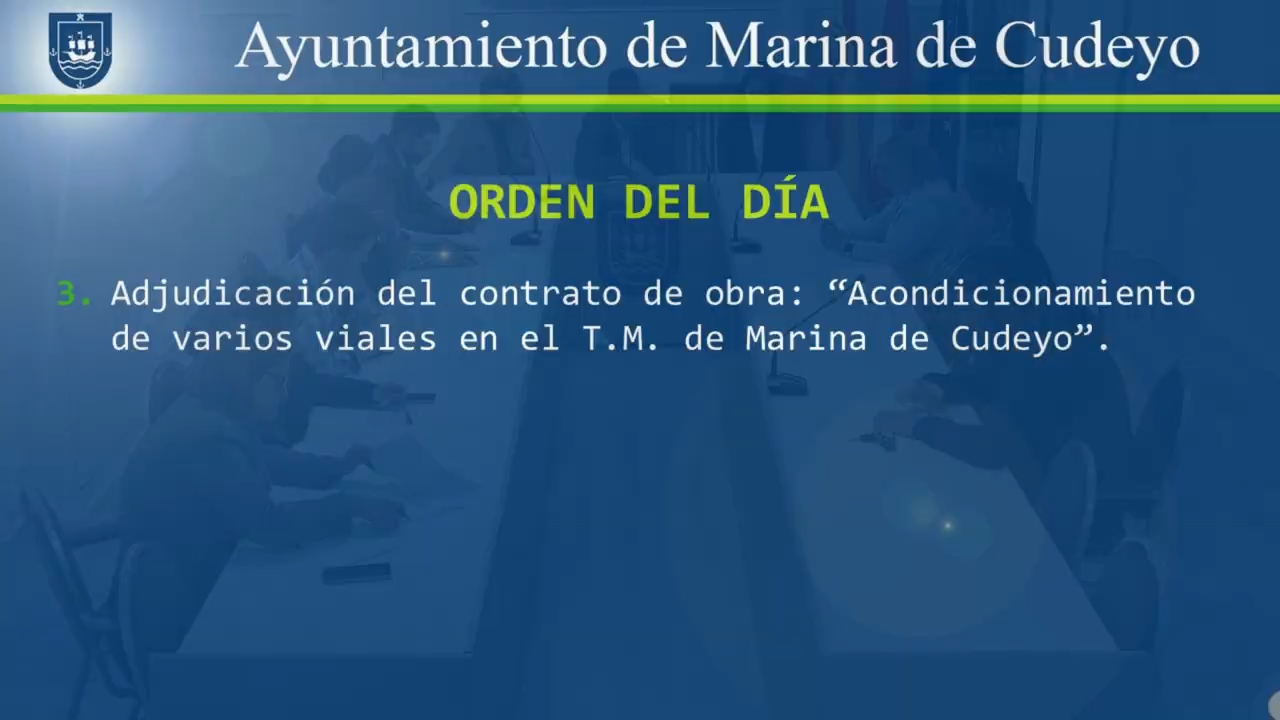 Ayuntamiento de Marina de Cudeyo
ORDEN DEL DÍA
3. Adjudicación del contrato de obra: “Acondicionamiento
de varios viales en el T.M. de Marina de Cudeyo”.